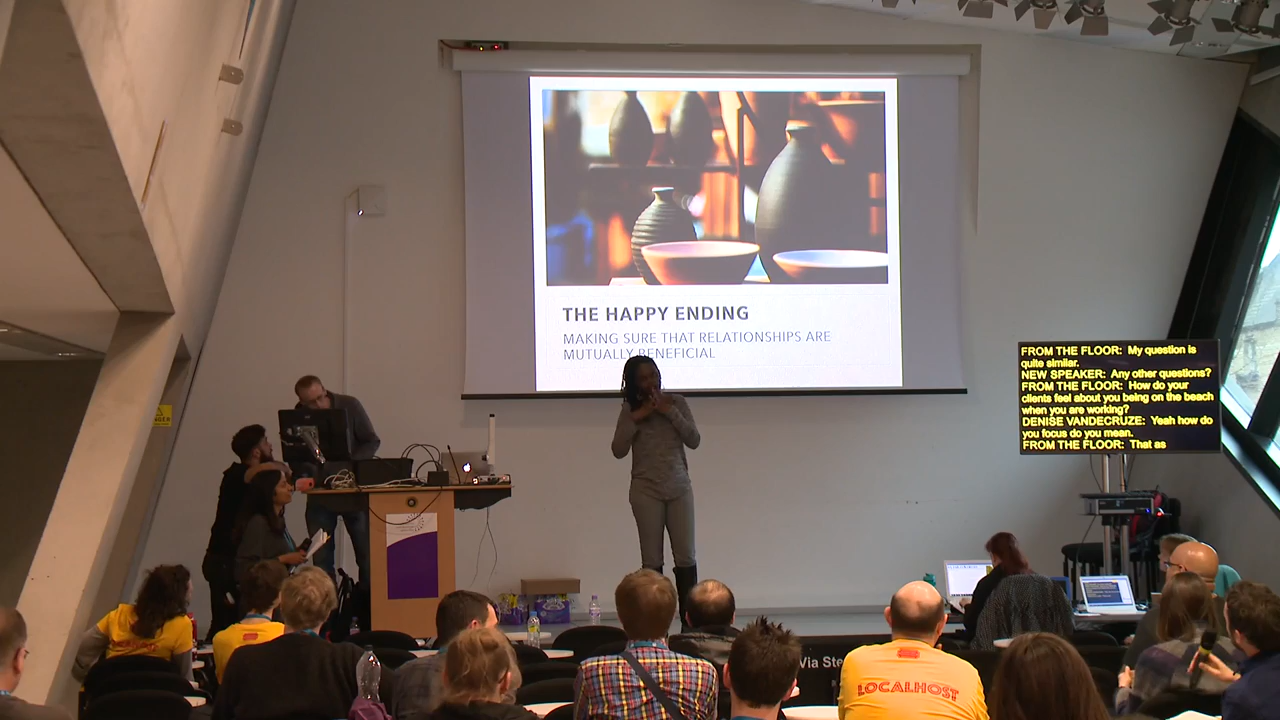 THE HAPPY ENDING
MAKING SURE THAT RELATIONSHIPS ARE
MUTUALLY BENEFICIAL
FROM THE FLOOR: My question is
quite similar.
NEW SPEAKER: Any other questions?
FROM THE FLOOR: How do your
clients feel about you being on the beach
when you are working?
DENISE VANDECRUZE: Yeah how do
you focus do you mean.
FROM THE FLOOR: That as
Via Ste
LOCALHOST